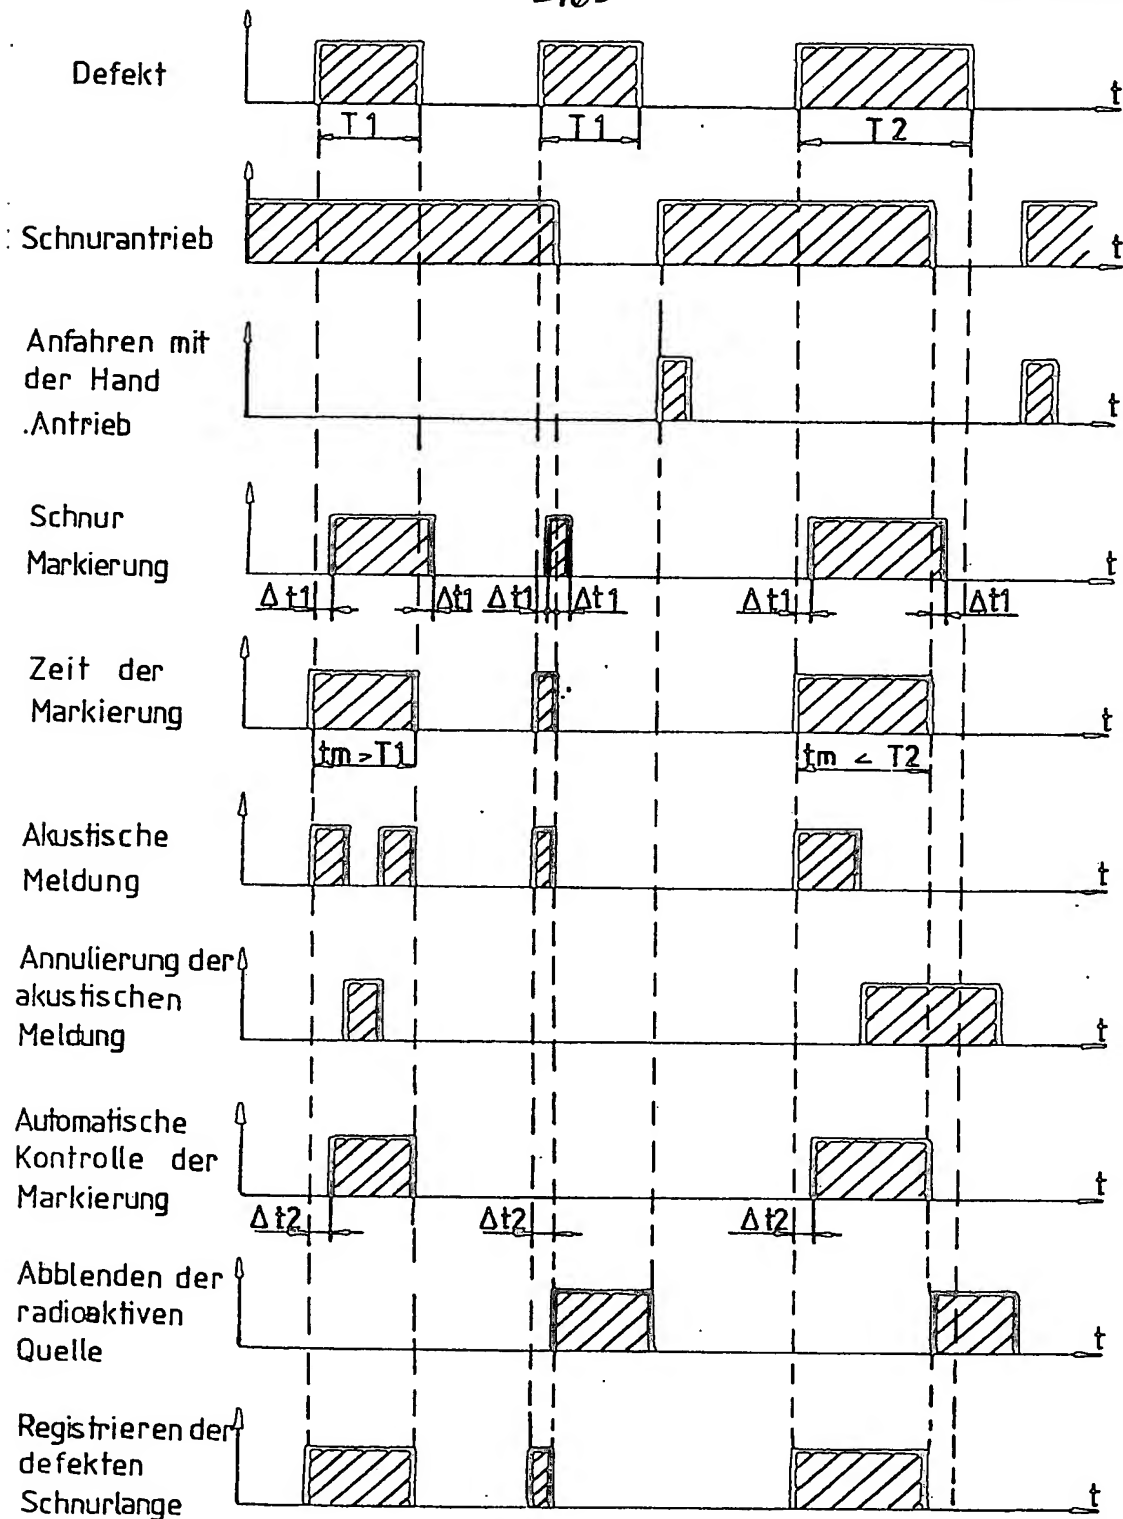 Defekt
t
T1
T1
T2
Schnurantrieb
t
Anfahren mit
der Hand
.Antrieb
t
Schnur
Markierung
t
Δt1
Δt1
Δt1
Δt1
Δt1
Δt1
Zeit der
Markierung
t
tm > T1
tm < T2
Akustische
Meldung
t
Annulierung der
akustischen
Meldung
t
Automatische
Kontrolle der
Markierung
t
Δt2
Δt2
Δt2
Abblenden der
radioaktiven
Quelle
t
Registrieren der
defekten
Schnurlange
t